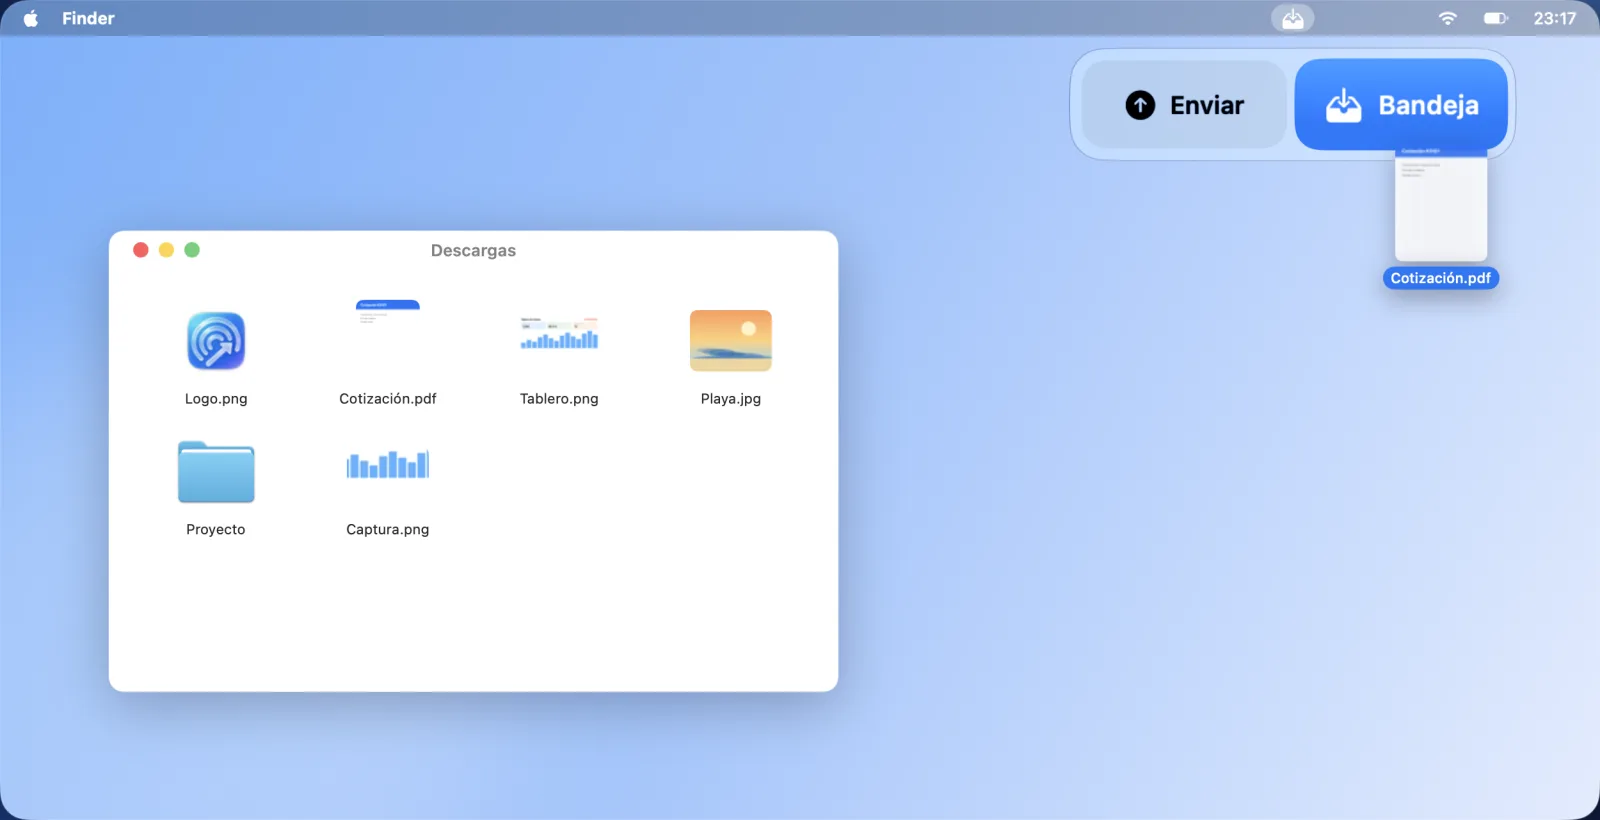 Finder
23:17
Enviar
Bandeja
Cotización.pdf
Descargas
Logo.png
Cotización.pdf
Tablero.png
Playa.jpg
Proyecto
Captura.png